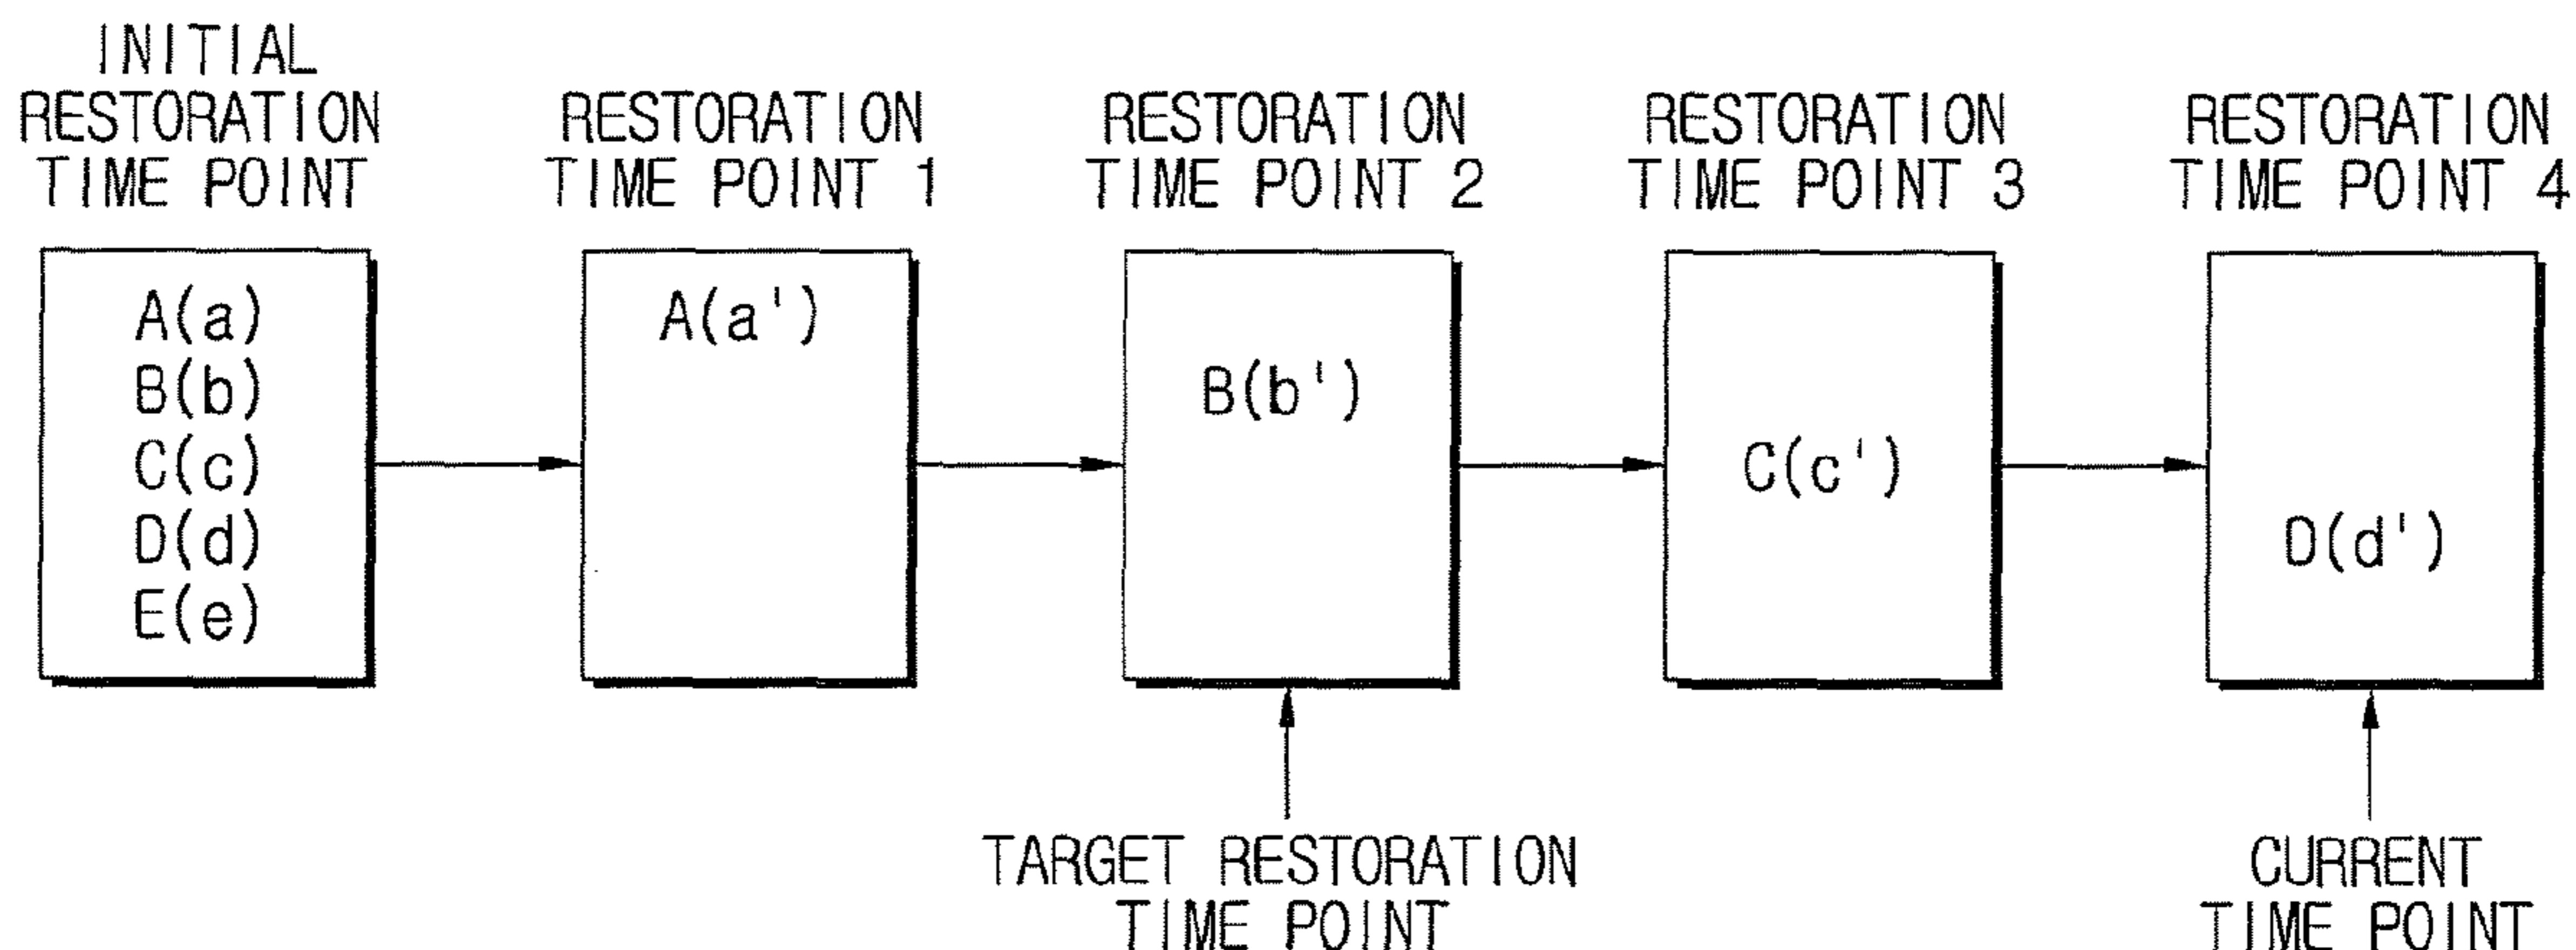 INITIAL
RESTORATION
TIME POINT
RESTORATION
TIME POINT 1
RESTORATION
TIME POINT 2
RESTORATION
TIME POINT 3
RESTORATION
TIME POINT 4
A(a)
B(b)
C(c)
D(d)
E(e)
A(a')
B(b')
C(c')
D(d')
TARGET RESTORATION
TIME POINT
CURRENT
TIME POINT